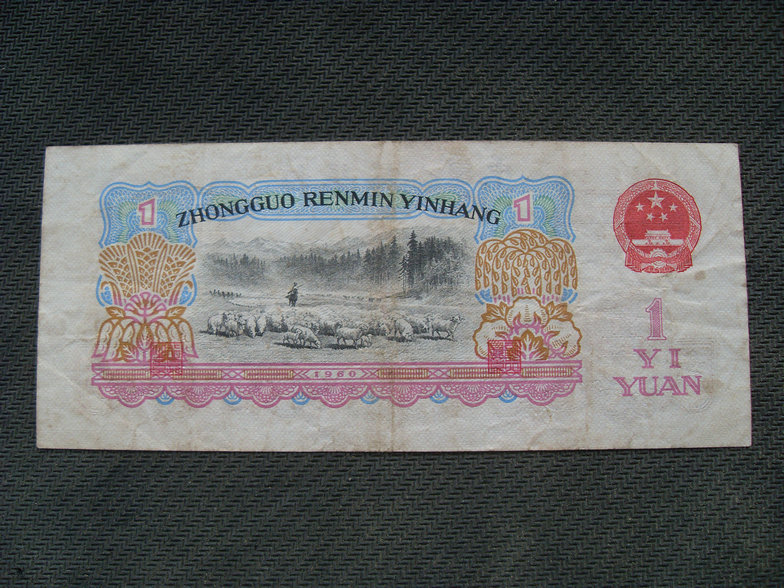 1
1
ZHONGGUO RENMIN YINHANG
1
YI
YUAN
1960